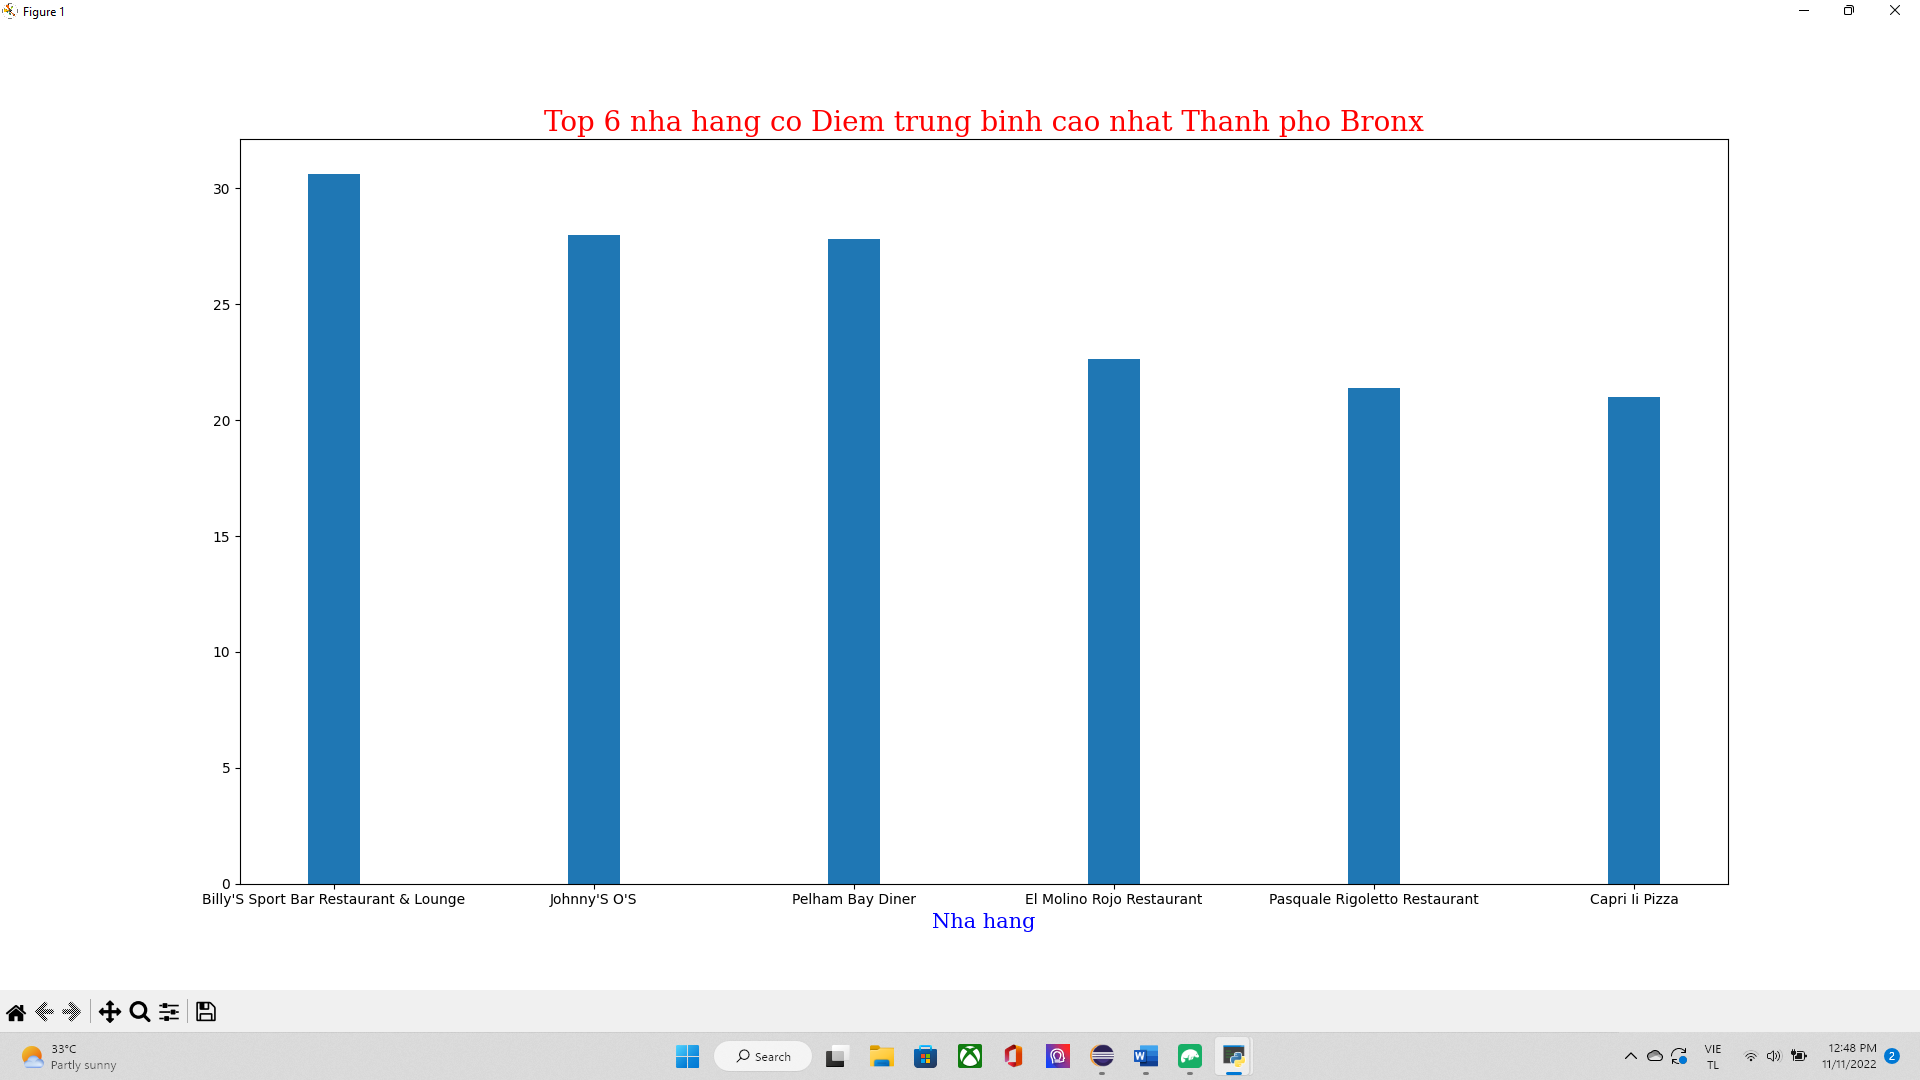 Figure 1
Top 6 nha hang co Diem trung binh cao nhat Thanh pho Bronx
30
25
20
15
10
5
0
Billy'S Sport Bar Restaurant & Lounge
Johnny'S O'S
Pelham Bay Diner
El Molino Rojo Restaurant
Pasquale Rigoletto Restaurant
Capri Ii Pizza
Nha hang
33°C
Partly sunny
Search
VIE
TL
12:48 PM
11/11/2022
2